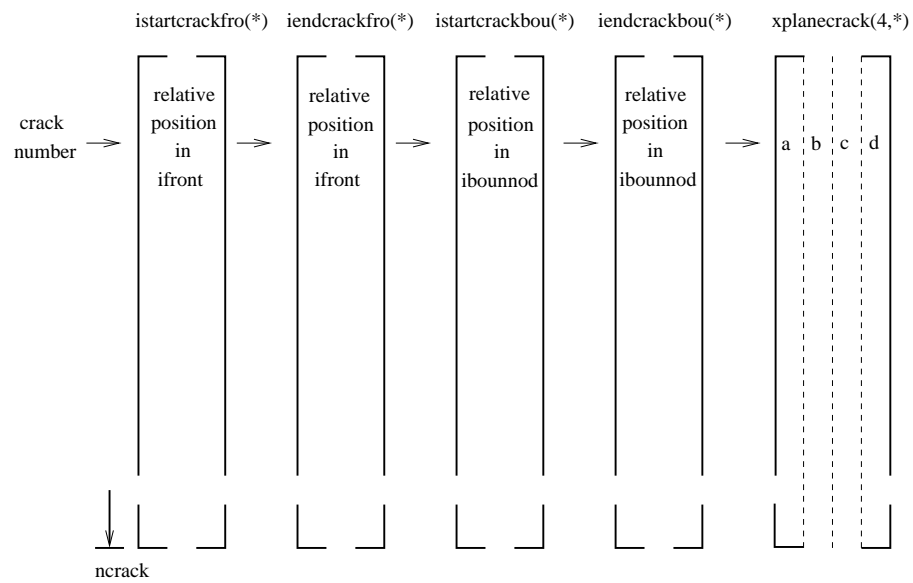 istartcrackfro(*)
iendcrackfro(*)
istartcrackbou(*)
iendcrackbou(*)
xplanecrack(4,*)
crack
number
relative
position
in
ifront
relative
position
in
ifront
relative
position
in
ibounnod
relative
position
in
ibounnod
a b c d
ncrack